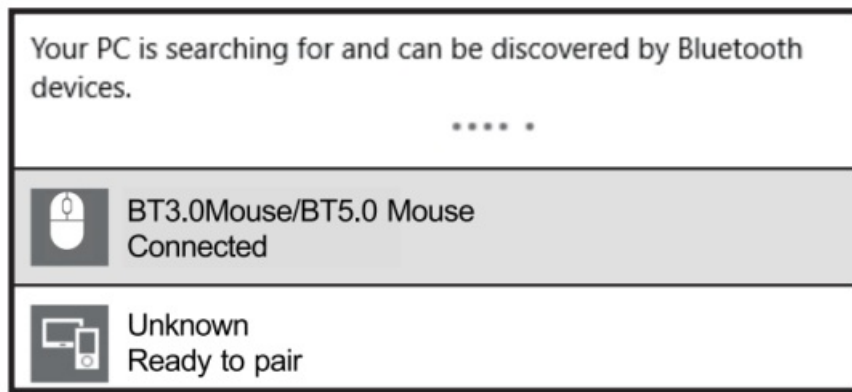 Your PC is searching for and can be discovered by Bluetooth
devices.
BT3.0Mouse/BT5.0 Mouse
Connected
Unknown
Ready to pair